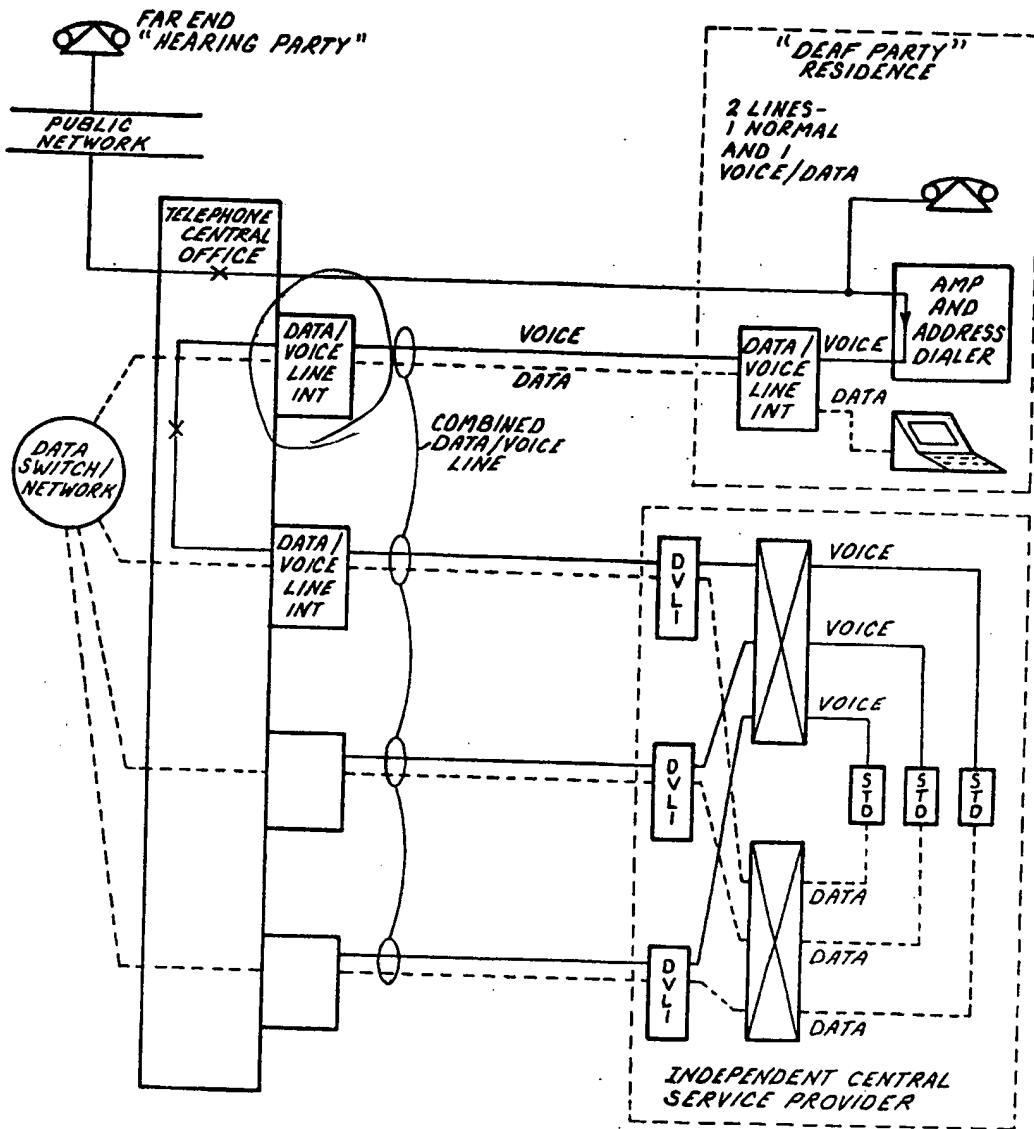 FAR END
"HEARING PARTY"
PUBLIC
NETWORK
"DEAF PARTY"
RESIDENCE
2 LINES-
1 NORMAL
AND 1
VOICE/DATA
TELEPHONE
CENTRAL
OFFICE
AMP
AND
ADDRESS
DIALER
DATA/
VOICE
LINE
INT
VOICE
DATA
DATA/
VOICE
LINE
INT
VOICE
DATA
COMBINED
DATA/VOICE
LINE
DATA
SWITCH/
NETWORK
DATA/
VOICE
LINE
INT
DVLI
VOICE
VOICE
VOICE
DVLI
STD
STD
STD
DATA
DATA
DVLI
DATA
INDEPENDENT CENTRAL
SERVICE PROVIDER